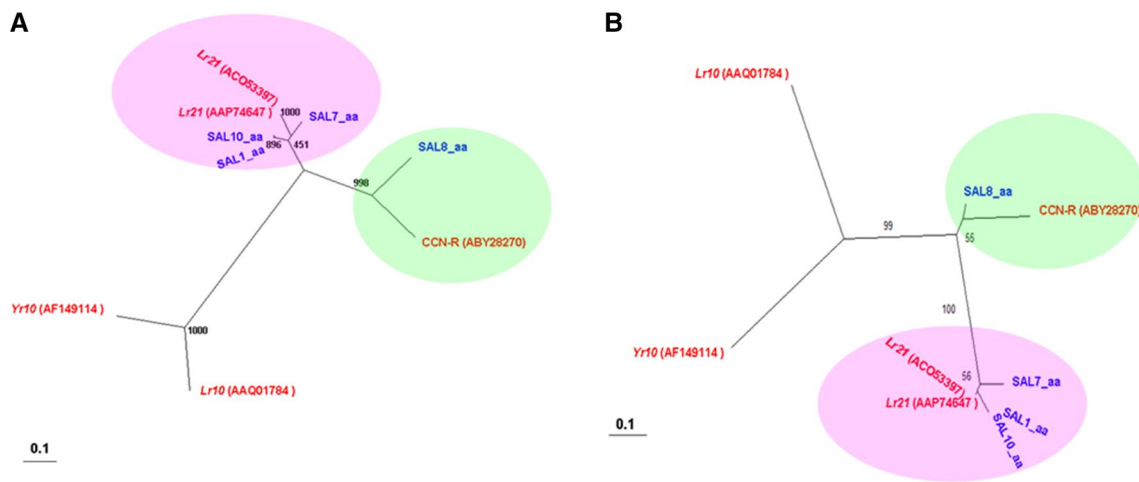 A
Lr21 (ACO53397)
Lr21 (AAP74647)
1000
SAL7_aa
SAL10_aa
896
451
SAL1_aa
SAL8_aa
998
CCN-R (ABY28270)
Yr10 (AF149114 )
1000
Lr10 (AAQ01784 )
0.1
B
Lr10 (AAQ01784 )
SAL8_aa
CCN-R (ABY28270)
99
55
100
Yr10 (AF149114 )
Lr21 (ACO53397)
56
SAL7_aa
Lr21 (AAP74647)
SAL1_aa
SAL10_aa
0.1